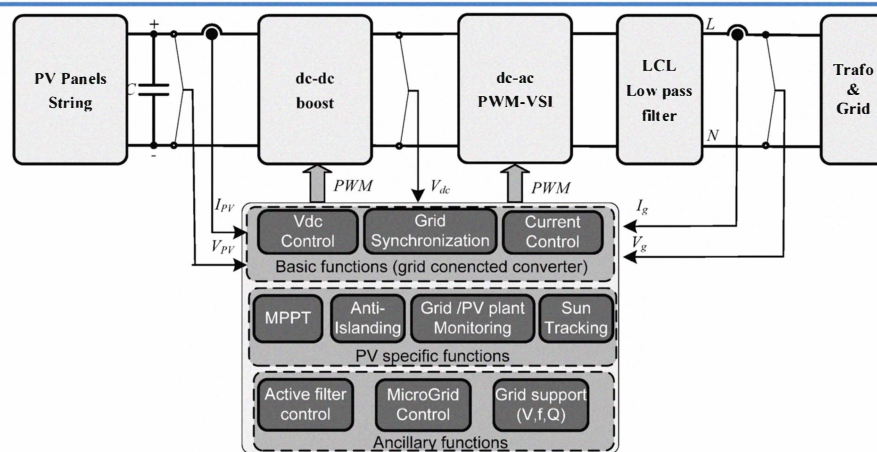 PV Panels
String
+
C
-
dc-dc
boost
dc-ac
PWM-VSI
LCL
Low pass
filter
L
N
Trafo
&
Grid
PWM
V_dc
PWM
I_PV
V_PV
I_g
V_g
Vdc
Control
Grid
Synchronization
Current
Control
Basic functions (grid conencted converter)
MPPT
Anti-
Islanding
Grid /PV plant
Monitoring
Sun
Tracking
PV specific functions
Active filter
control
MicroGrid
Control
Grid support
(V,f,Q)
Ancillary functions